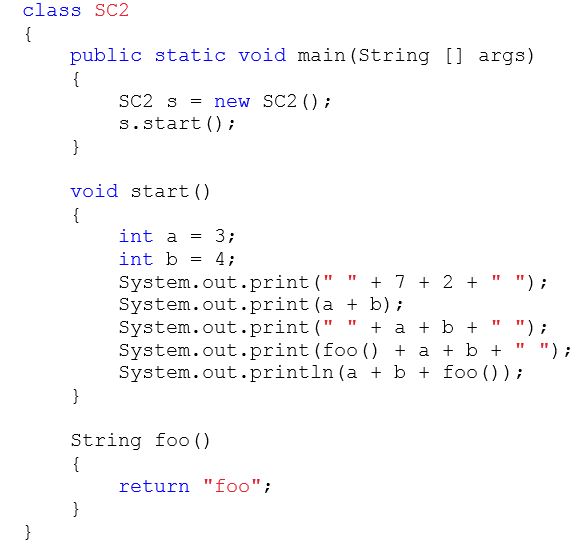 class SC2
{
    public static void main(String [] args)
    {
        SC2 s = new SC2();
        s.start();
    }

    void start()
    {
        int a = 3;
        int b = 4;
        System.out.print(" " + 7 + 2 + " ");
        System.out.print(a + b);
        System.out.print(" " + a + b + " ");
        System.out.print(foo() + a + b + " ");
        System.out.println(a + b + foo());
    }

    String foo()
    {
        return "foo";
    }
}